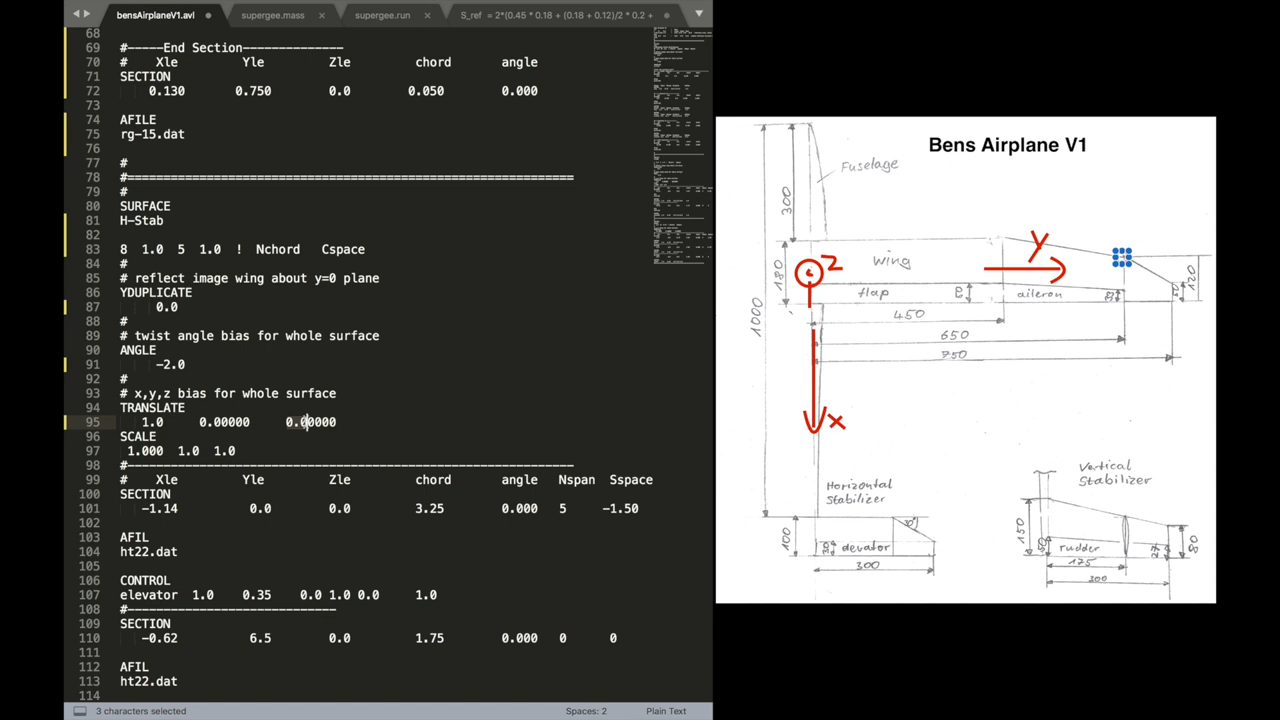 bensAirplaneV1.avl
supergee.mass
supergee.run
S_ref = 2*(0.45 * 0.18 + (0.18 + 0.12)/2 * 0.2 +
68
69 #-----End Section--------------
70 # Xle Yle Zle chord angle
71 SECTION
72 0.130 0.750 0.0 0.050 0.000
73
74 AFILE
75 rg-15.dat
76
77 #
78 #==============================================================
79 #
80 SURFACE
81 H-Stab
82
83 8 1.0 5 1.0 ! Nchord Cspace
84 #
85 # reflect image wing about y=0 plane
86 YDUPLICATE
87 0.0
88 #
89 # twist angle bias for whole surface
90 ANGLE
91 -2.0
92 #
93 # x,y,z bias for whole surface
94 TRANSLATE
95 1.0 0.00000 0.00000
96 SCALE
97 1.000 1.0 1.0
98 #--------------------------------------------------------------
99 # Xle Yle Zle chord angle Nspan Sspace
100 SECTION
101 -1.14 0.0 0.0 3.25 0.000 5 -1.50
102
103 AFIL
104 ht22.dat
105
106 CONTROL
107 elevator 1.0 0.35 0.0 1.0 0.0 1.0
108 #-----------------------------
109 SECTION
110 -0.62 6.5 0.0 1.75 0.000 0 0
111
112 AFIL
113 ht22.dat
114
3 characters selected
Spaces: 2
Plain Text
Bens Airplane V1
Fuselage
300
Y
Z
wing
180
120
flap
aileron
1000
450
650
750
x
Horizontal
Stabilizer
Vertical
Stabilizer
100
30
elevator
300
150
50
rudder
27
80
175
200